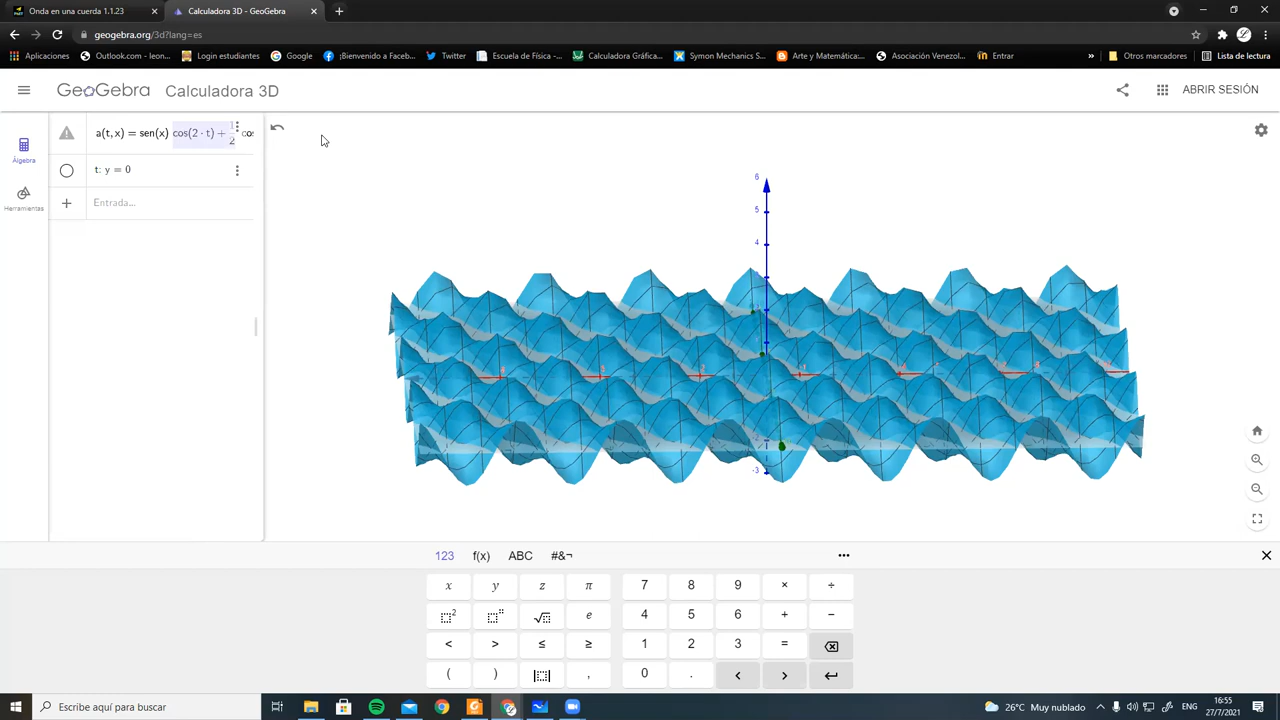 Onda en una cuerda 1.1.23
Calculadora 3D - GeoGebra
geogebra.org/3d?lang=es
Aplicaciones Outlook.com - leon... Login estudiantes Google ¡Bienvenido a Faceb... Twitter Escuela de Física -... Calculadora Gráfica... Symon Mechanics S... Arte y Matemática:... Asociación Venezol... Entrar » Otros marcadores Lista de lectura
GeoGebra Calculadora 3D ABRIR SESIÓN
a(t,x) = sen(x) cos(2 · t) + 1/2 cos
Álgebra
t: y = 0
Herramientas
+ Entrada...
6
5
4
-3
123 f(x) ABC #&¬ •••
x y z π 7 8 9 × ÷
e 4 5 6 + −
< > ≤ ≥ 1 2 3 =
( ) , 0 . < >
Escribe aquí para buscar
26°C Muy nublado
ENG
16:55
27/7/2021